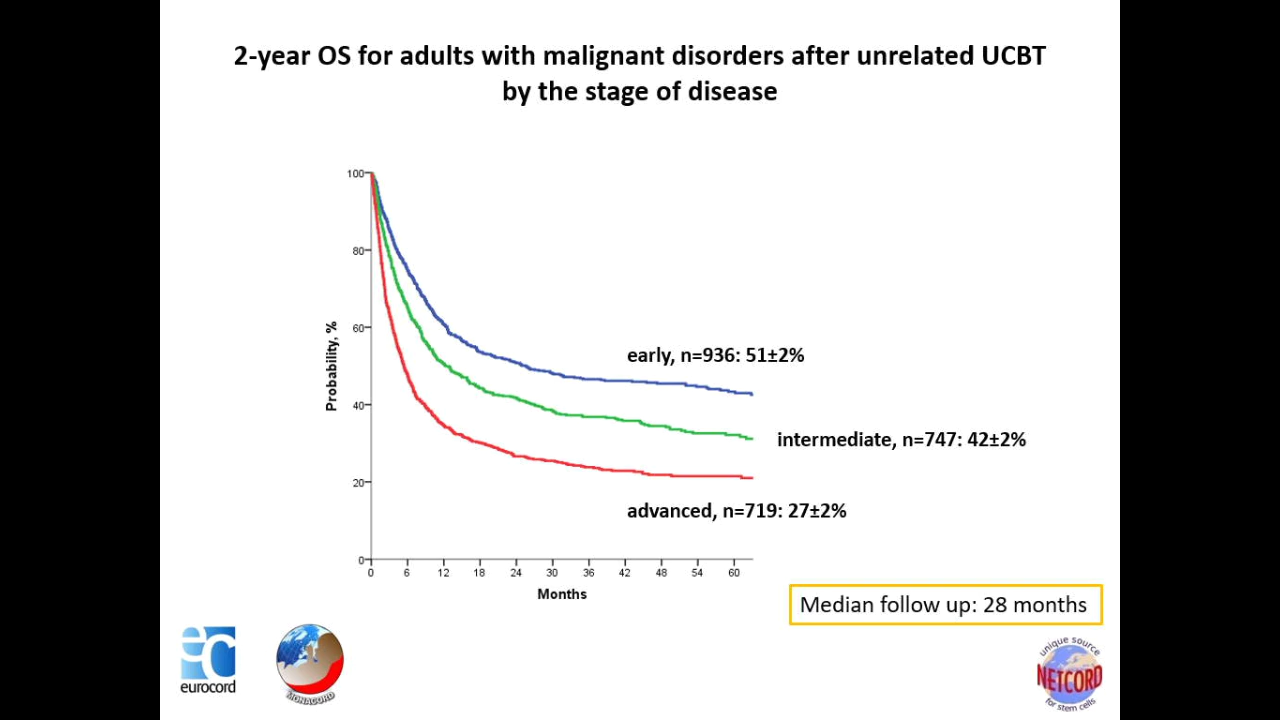 2-year OS for adults with malignant disorders after unrelated UCBT
by the stage of disease
100
80
60
40
20
0
Probability, %
early, n=936: 51±2%
intermediate, n=747: 42±2%
advanced, n=719: 27±2%
0 6 12 18 24 30 36 42 48 54 60
Months
Median follow up: 28 months
ec
eurocord
MONACORD
unique source
NETCORD
for stem cells